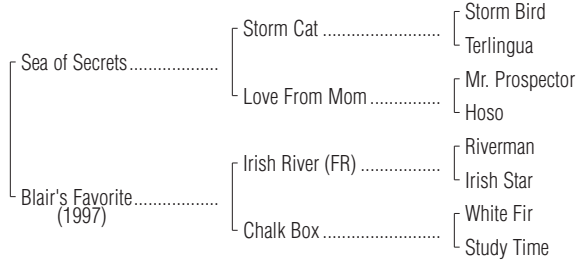 Storm Bird
Storm Cat ........................
Terlingua
Sea of Secrets..................
Mr. Prospector
Love From Mom ...............
Hoso
Riverman
Irish River (FR) .................
Irish Star
Blair's Favorite.................
(1997)
White Fir
Chalk Box ........................
Study Time